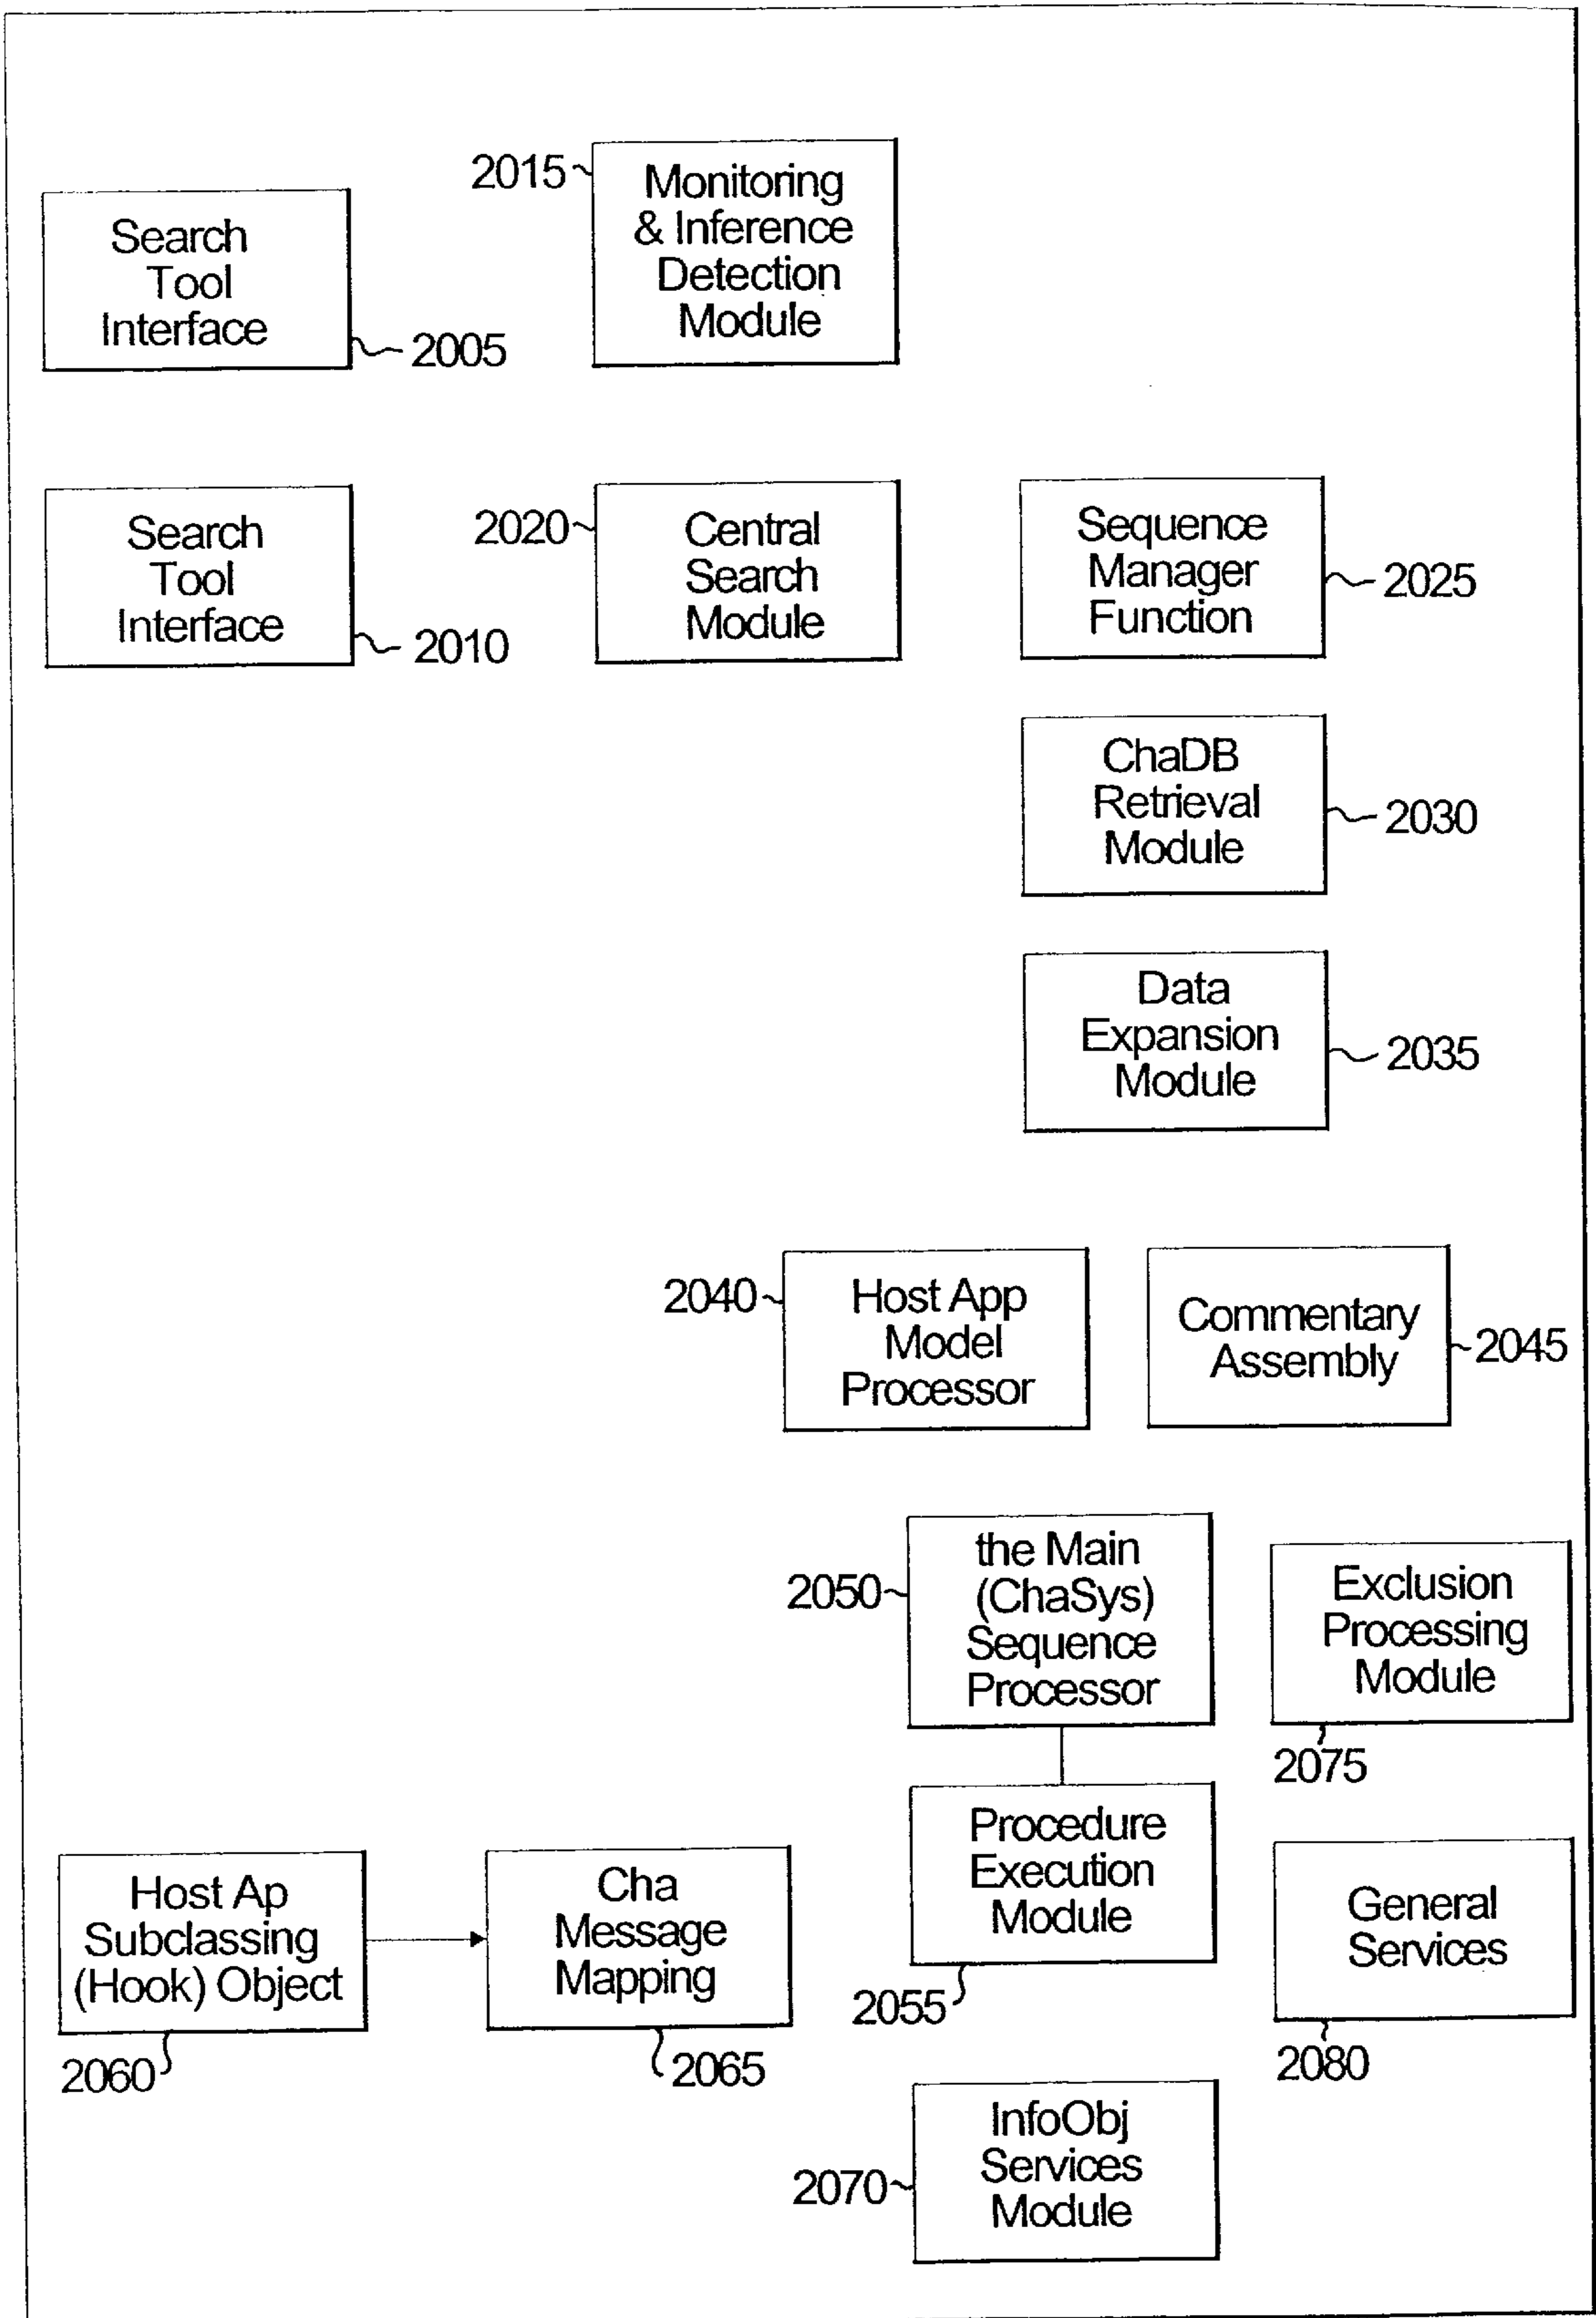 2015
Monitoring
& Inference
Detection
Module
Search
Tool
Interface
2005
Search
Tool
Interface
2010
2020
Central
Search
Module
Sequence
Manager
Function
2025
ChaDB
Retrieval
Module
2030
Data
Expansion
Module
2035
2040
Host App
Model
Processor
Commentary
Assembly
2045
2050
the Main
(ChaSys)
Sequence
Processor
Exclusion
Processing
Module
2075
Procedure
Execution
Module
2055
Host Ap
Subclassing
(Hook) Object
2060
Cha
Message
Mapping
2065
General
Services
2080
2070
InfoObj
Services
Module